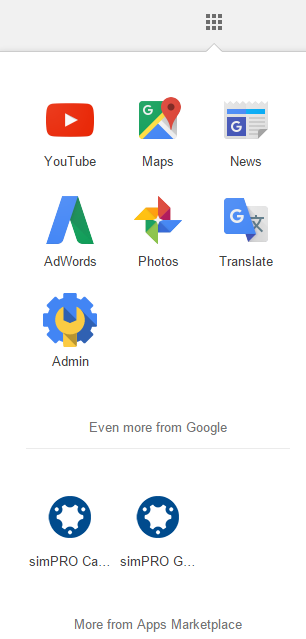 YouTube Maps News
AdWords Photos Translate
Admin
Even more from Google
simPRO Ca... simPRO G...
More from Apps Marketplace